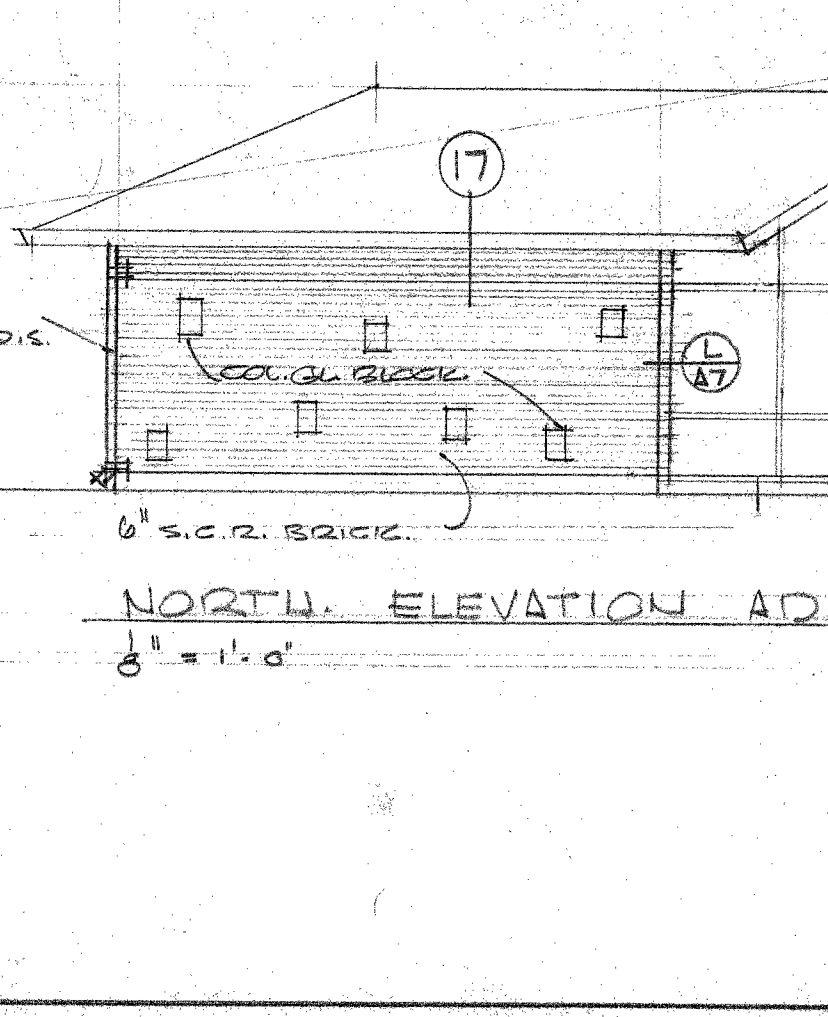 17
D.S.
L
A7
COL. GL. BLOCK.
6" S.C.R. BRICK.
NORTH. ELEVATION AD
1/8" = 1'-0"